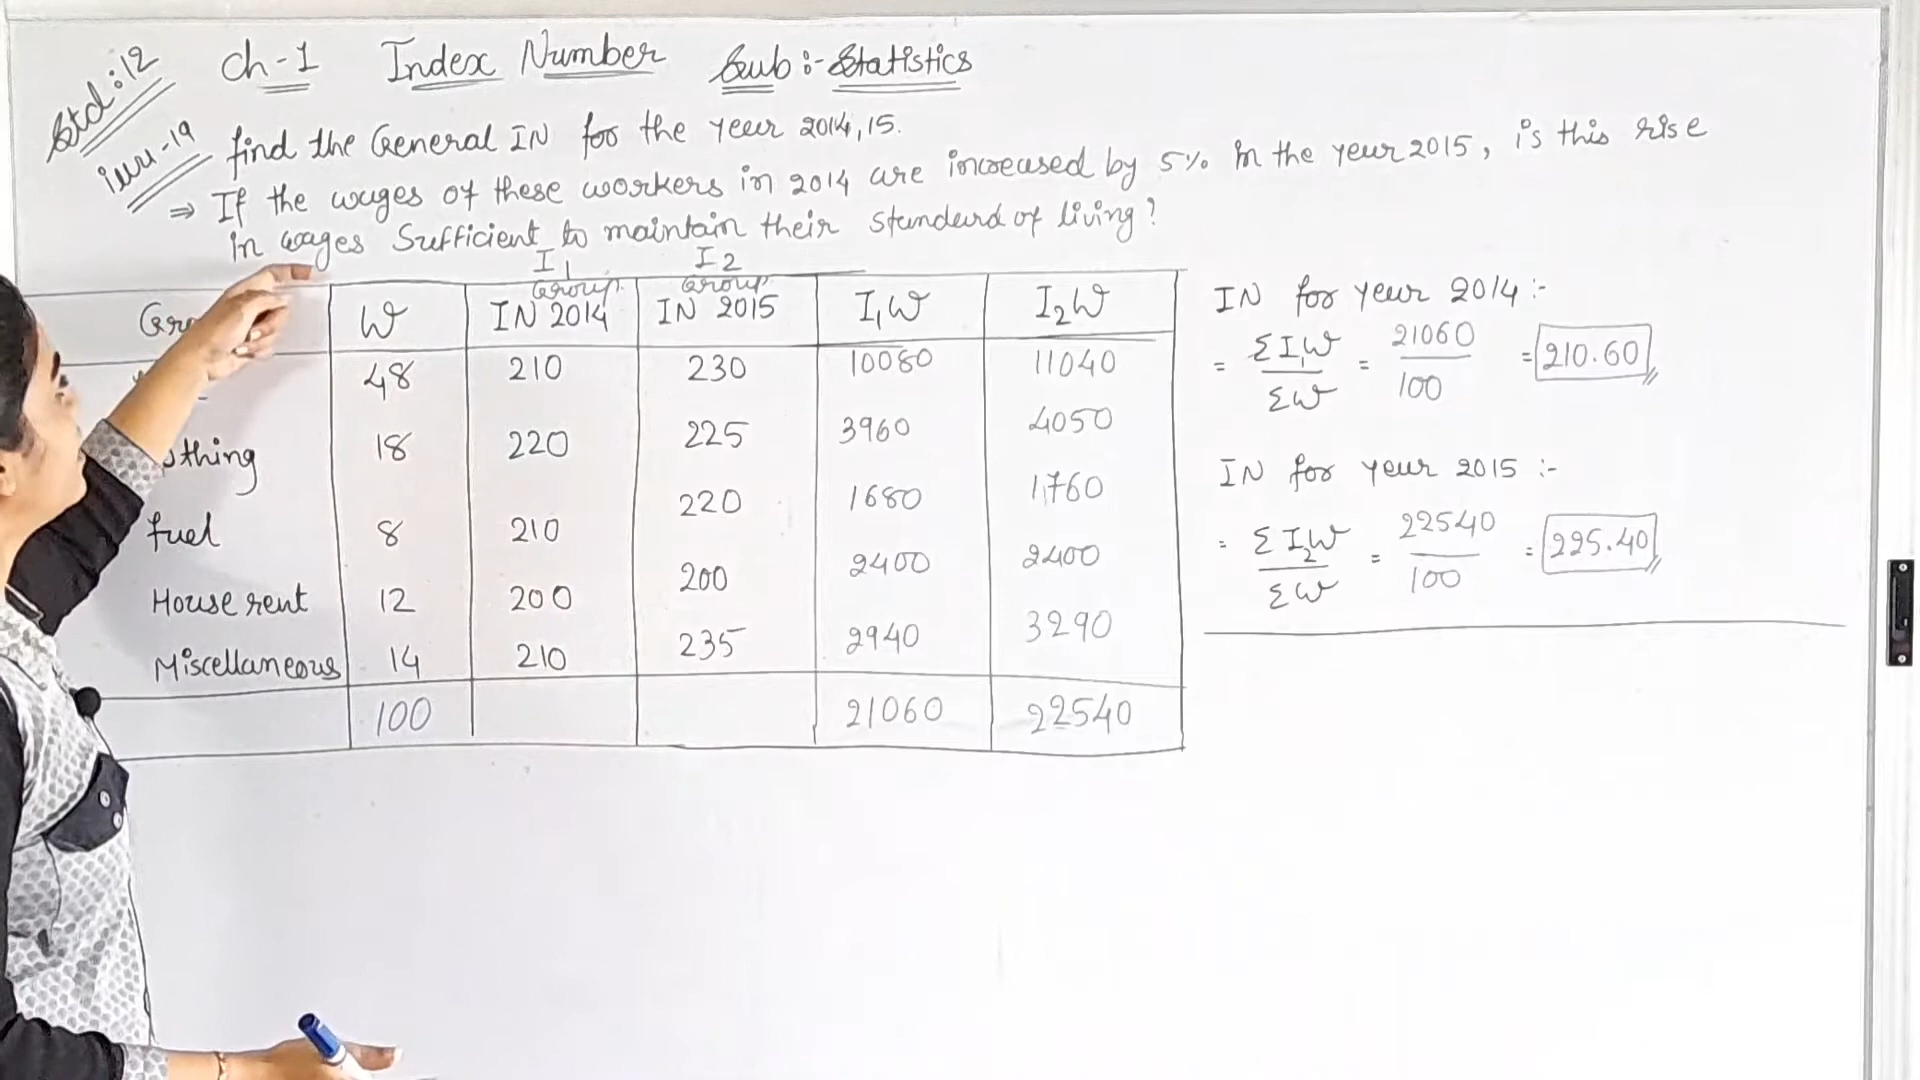 Std:12
Ch-1 Index Number Sub:-Statistics
illu-19
find the General IN for the year 2014,15.
⇒ If the wages of these workers in 2014 are increased by 5% in the year 2015, is this rise
in wages Sufficient to maintain their Standard of living?
I1 I2
W Group IN 2014 Group IN 2015 I1W I2W
48 210 230 10080 11040
thing 18 220 225 3960 4050
fuel 8 210 220 1680 1760
House rent 12 200 200 2400 2400
Miscellaneous 14 210 235 2940 3290
100 21060 22540
IN for year 2014:-
= ΣI1W / ΣW = 21060 / 100 = 210.60
IN for year 2015:-
= ΣI2W / ΣW = 22540 / 100 = 225.40